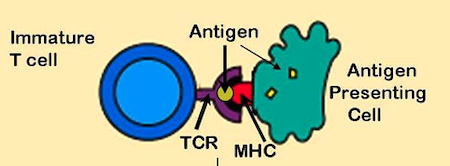 Immature
T cell
Antigen
Antigen
Presenting
Cell
TCR
MHC